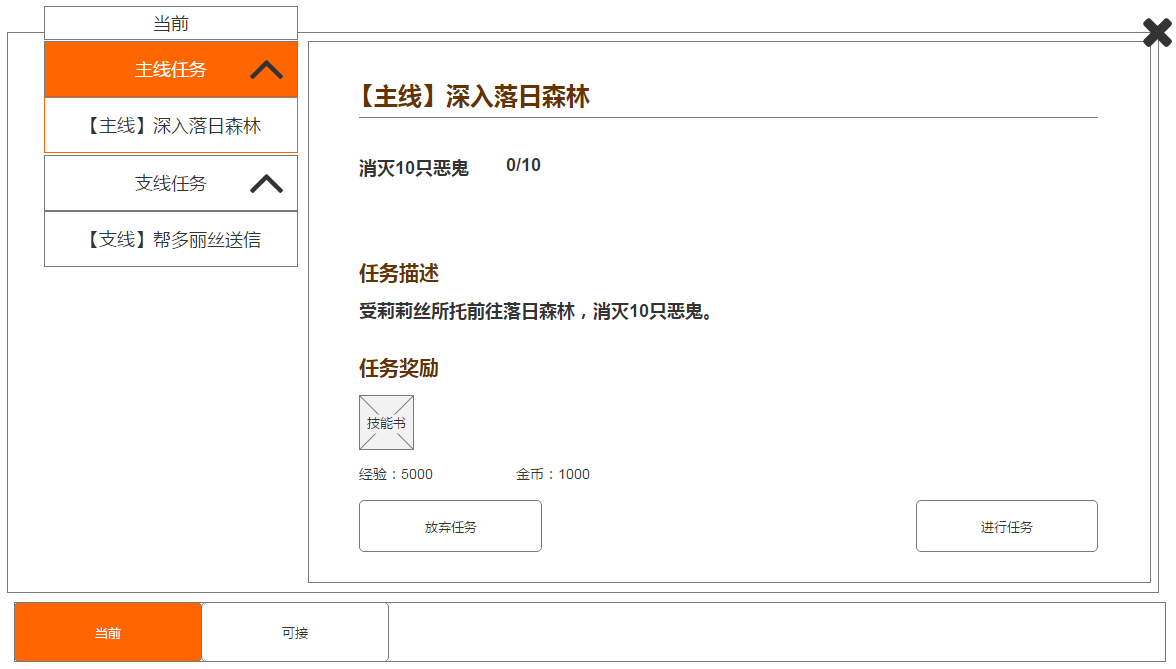 当前
主线任务
【主线】深入落日森林
支线任务
【支线】帮多丽丝送信
【主线】深入落日森林
消灭10只恶鬼 0/10
任务描述
受莉莉丝所托前往落日森林，消灭10只恶鬼。
任务奖励
技能书
经验：5000 金币：1000
放弃任务 进行任务
当前 可接